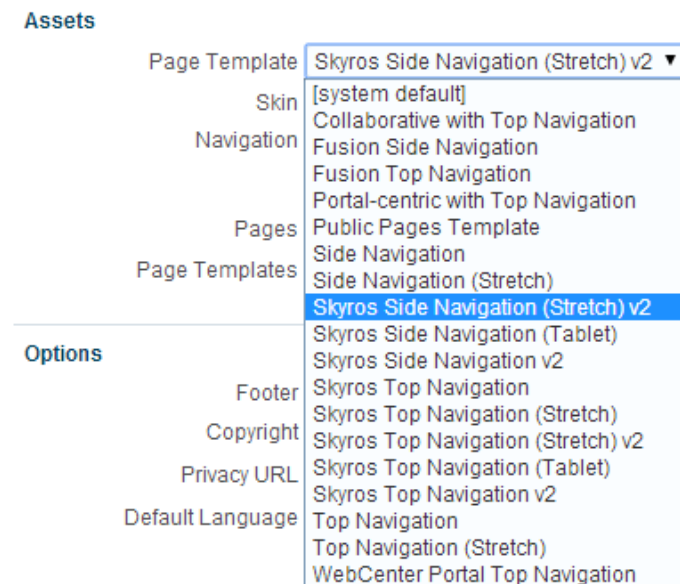 Assets
Page Template Skyros Side Navigation (Stretch) v2
Skin [system default]
Collaborative with Top Navigation
Navigation Fusion Side Navigation
Fusion Top Navigation
Portal-centric with Top Navigation
Pages Public Pages Template
Side Navigation
Page Templates Side Navigation (Stretch)
Skyros Side Navigation (Stretch) v2
Skyros Side Navigation (Tablet)
Options Skyros Side Navigation v2
Footer Skyros Top Navigation
Skyros Top Navigation (Stretch)
Copyright Skyros Top Navigation (Stretch) v2
Privacy URL Skyros Top Navigation (Tablet)
Skyros Top Navigation v2
Default Language Top Navigation
Top Navigation (Stretch)
WebCenter Portal Top Navigation